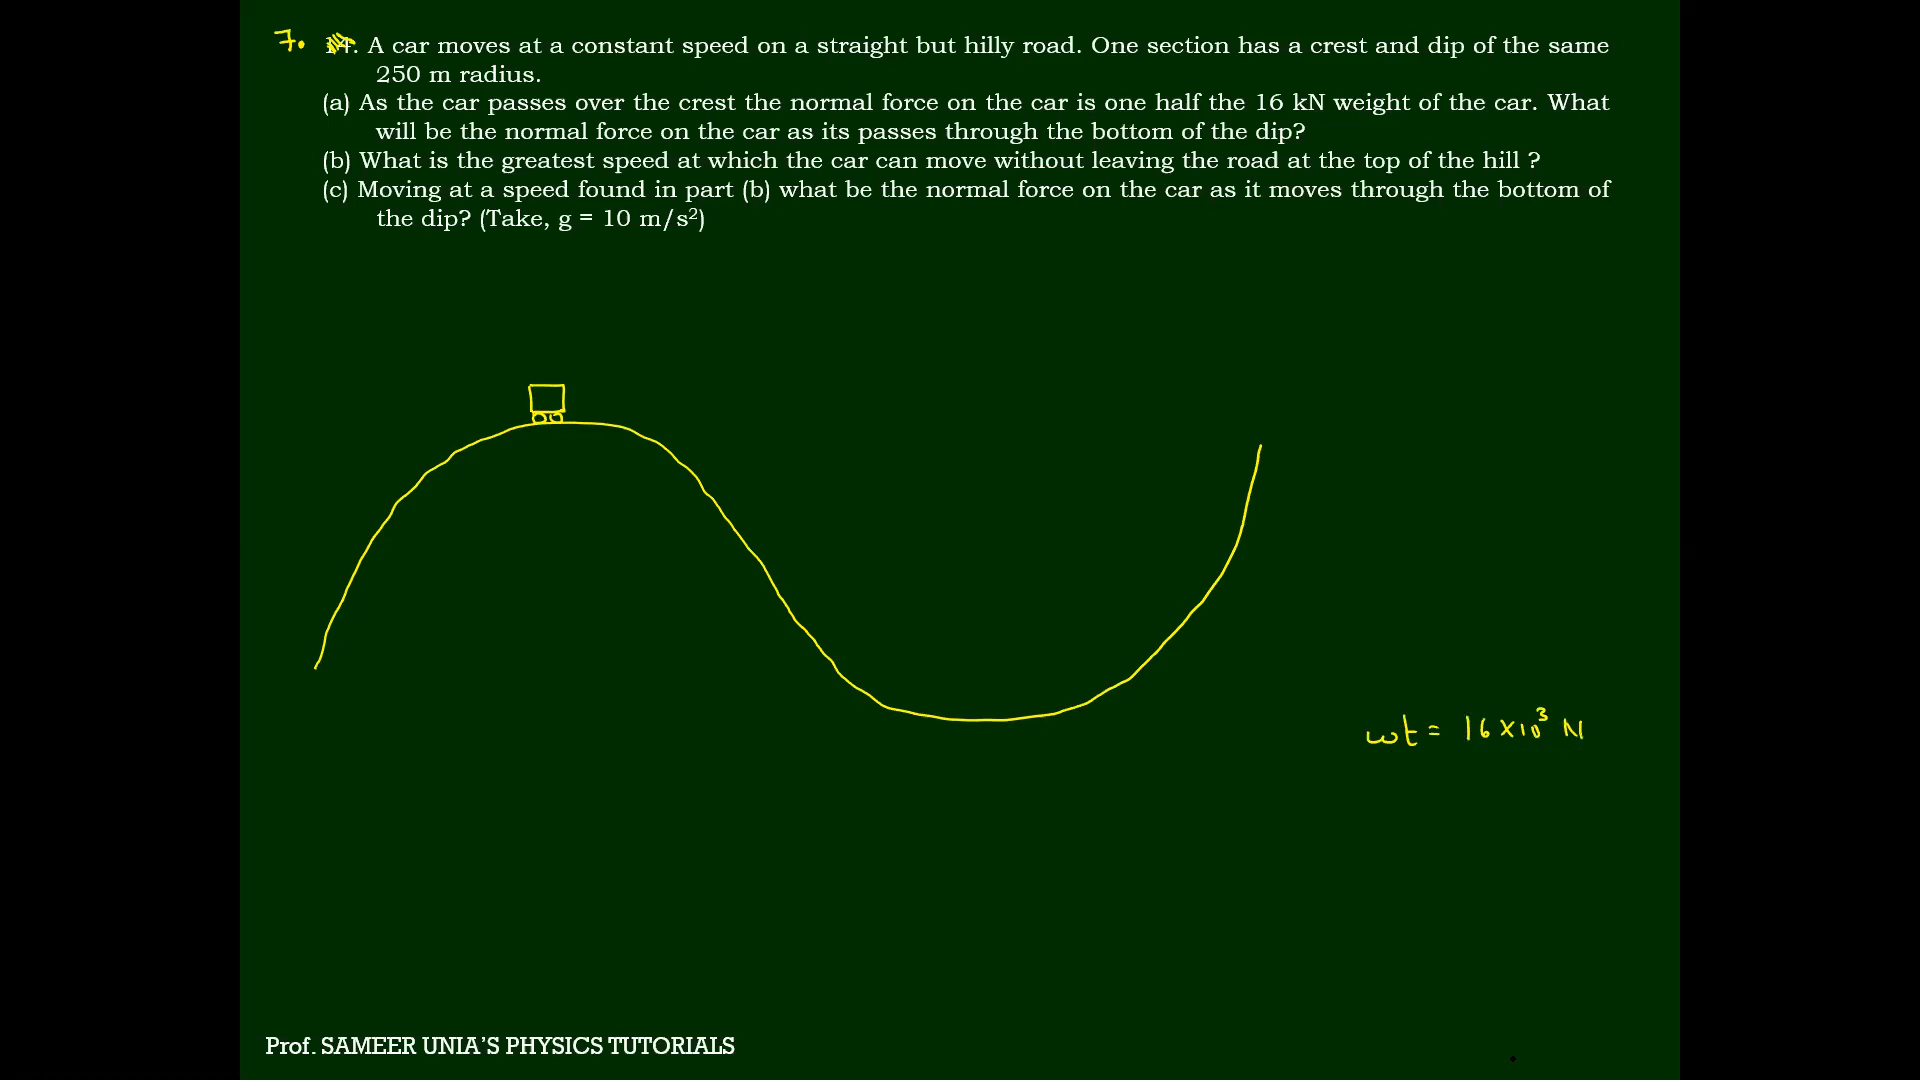 7. 14. A car moves at a constant speed on a straight but hilly road. One section has a crest and dip of the same
250 m radius.
(a) As the car passes over the crest the normal force on the car is one half the 16 kN weight of the car. What
will be the normal force on the car as its passes through the bottom of the dip?
(b) What is the greatest speed at which the car can move without leaving the road at the top of the hill ?
(c) Moving at a speed found in part (b) what be the normal force on the car as it moves through the bottom of
the dip? (Take, g = 10 m/s²)
wt = 16×10³ N
Prof. SAMEER UNIA'S PHYSICS TUTORIALS